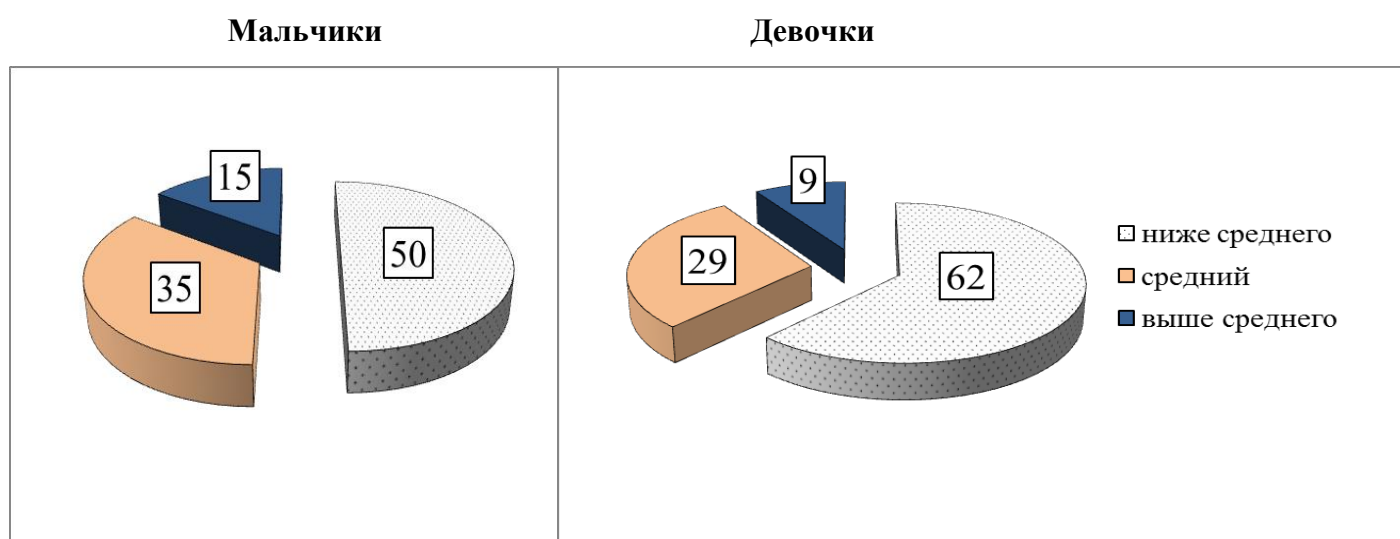 Мальчики
Девочки
15
50
35
9
29
62
ниже среднего
средний
выше среднего